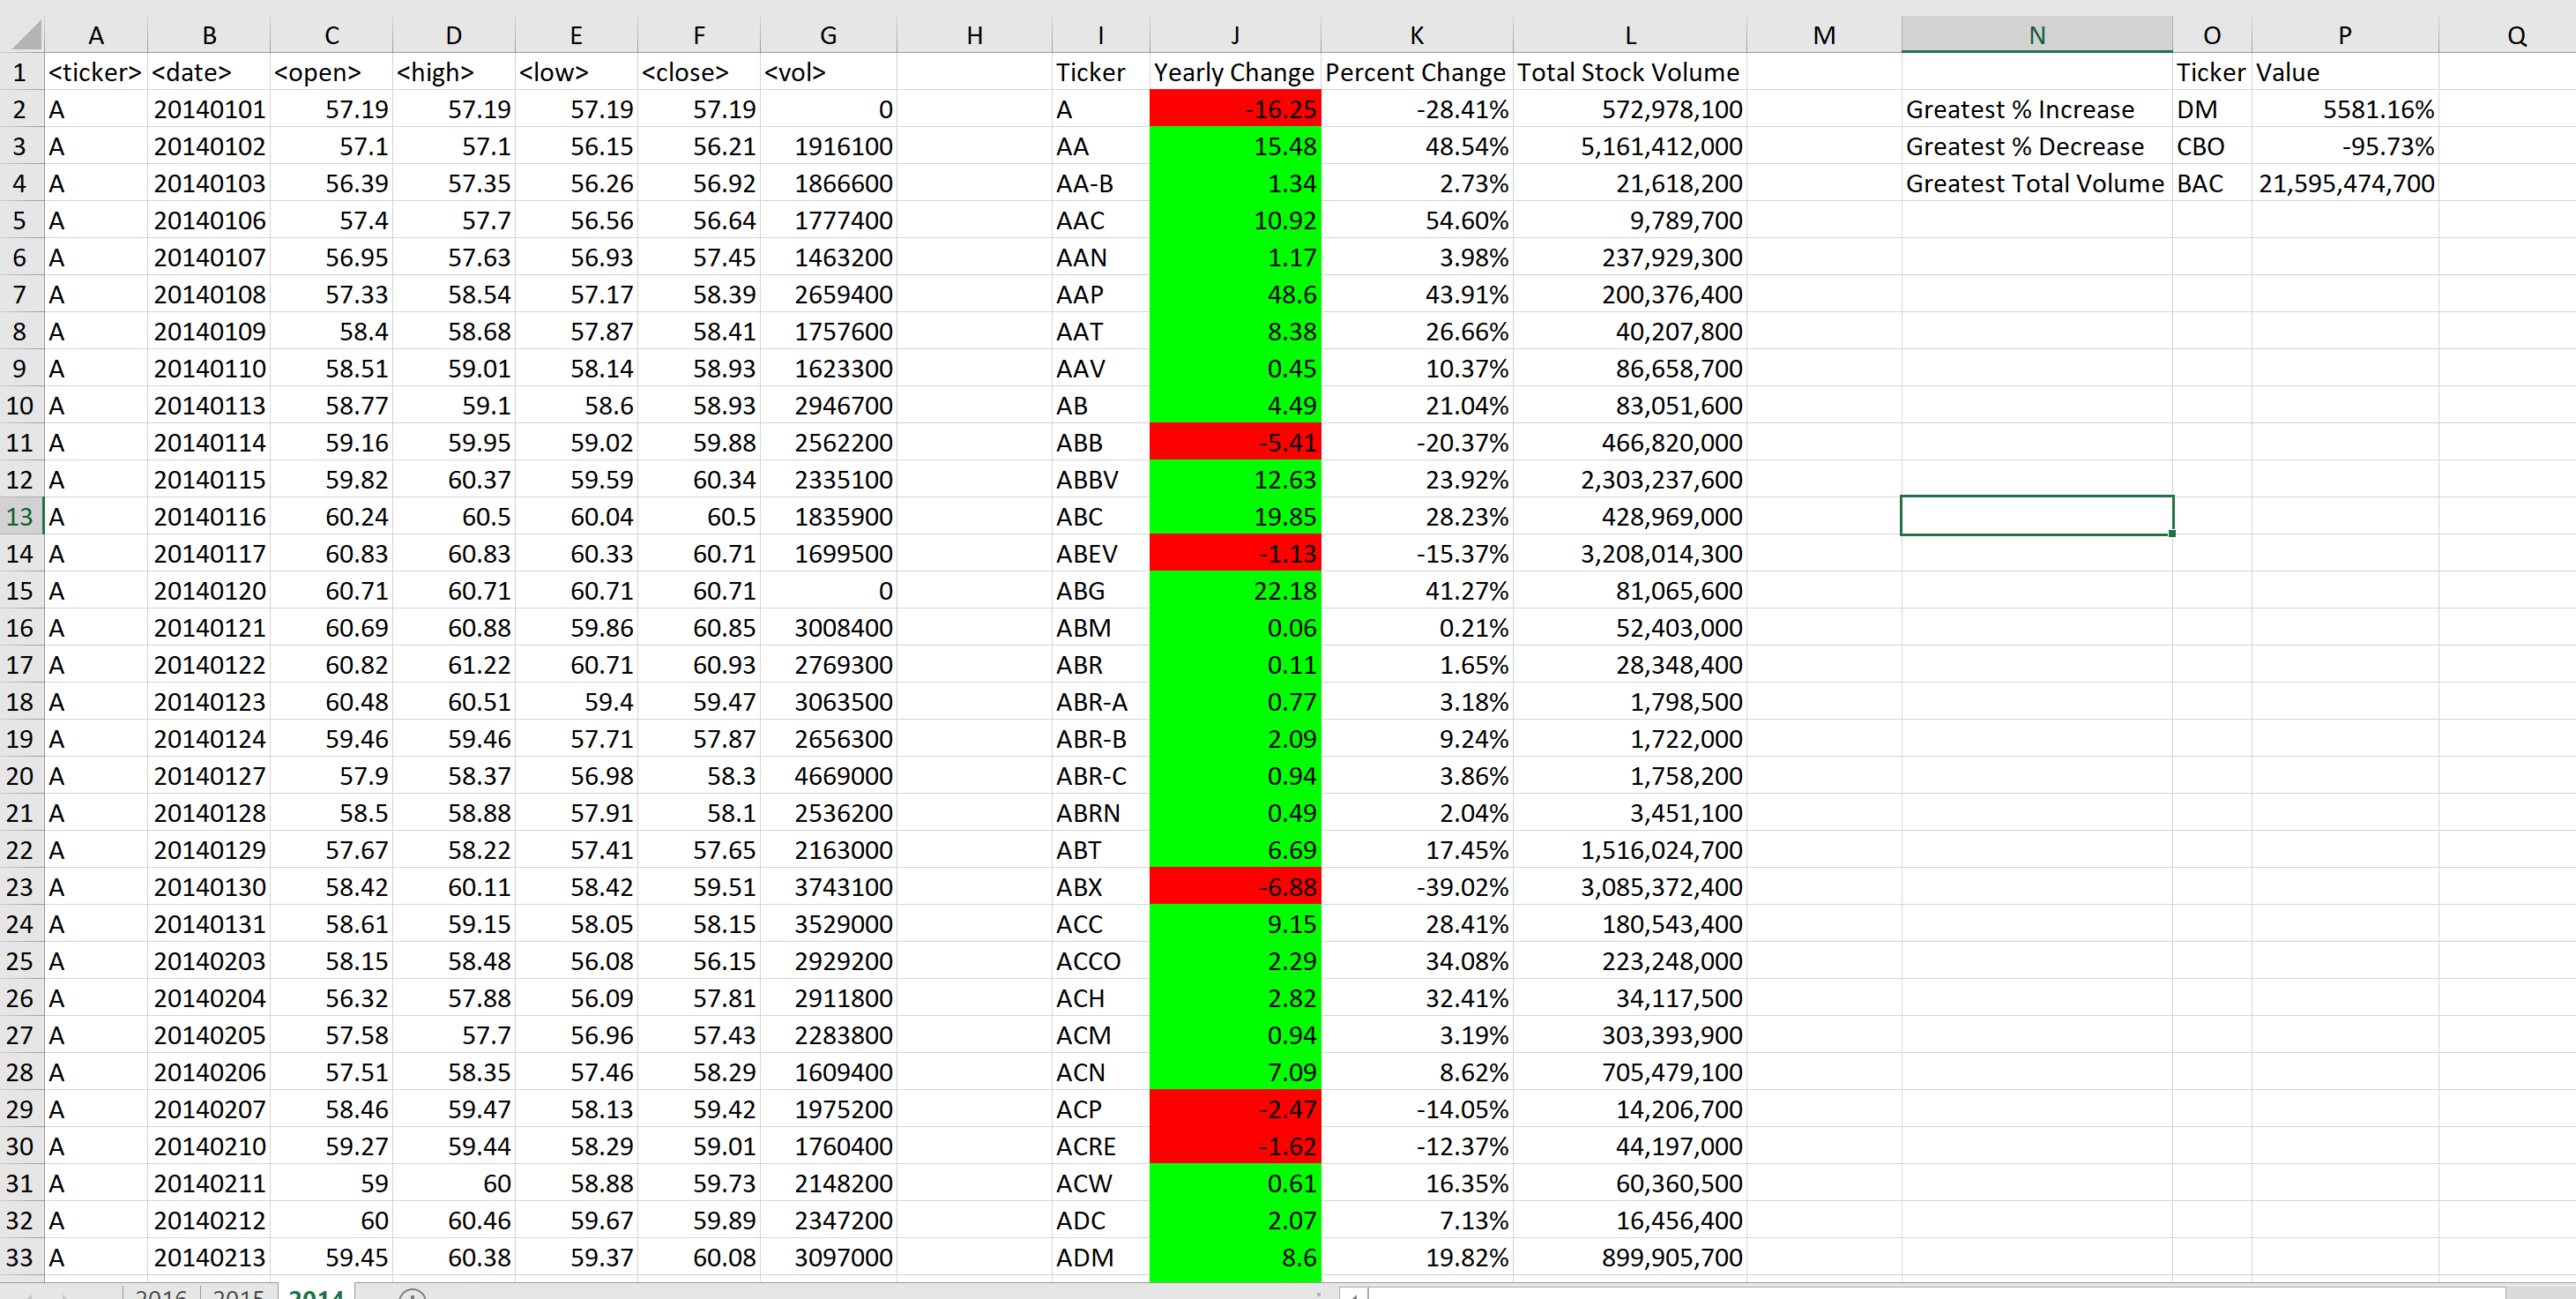 A B C D E F G H I J K L M N O P Q
1 <ticker> <date> <open> <high> <low> <close> <vol> Ticker Yearly Change Percent Change Total Stock Volume Ticker Value
2 A 20140101 57.19 57.19 57.19 57.19 0 A -16.25 -28.41% 572,978,100 Greatest % Increase DM 5581.16%
3 A 20140102 57.1 57.1 56.15 56.21 1916100 AA 15.48 48.54% 5,161,412,000 Greatest % Decrease CBO -95.73%
4 A 20140103 56.39 57.35 56.26 56.92 1866600 AA-B 1.34 2.73% 21,618,200 Greatest Total Volume BAC 21,595,474,700
5 A 20140106 57.4 57.7 56.56 56.64 1777400 AAC 10.92 54.60% 9,789,700
6 A 20140107 56.95 57.63 56.93 57.45 1463200 AAN 1.17 3.98% 237,929,300
7 A 20140108 57.33 58.54 57.17 58.39 2659400 AAP 48.6 43.91% 200,376,400
8 A 20140109 58.4 58.68 57.87 58.41 1757600 AAT 8.38 26.66% 40,207,800
9 A 20140110 58.51 59.01 58.14 58.93 1623300 AAV 0.45 10.37% 86,658,700
10 A 20140113 58.77 59.1 58.6 58.93 2946700 AB 4.49 21.04% 83,051,600
11 A 20140114 59.16 59.95 59.02 59.88 2562200 ABB -5.41 -20.37% 466,820,000
12 A 20140115 59.82 60.37 59.59 60.34 2335100 ABBV 12.63 23.92% 2,303,237,600
13 A 20140116 60.24 60.5 60.04 60.5 1835900 ABC 19.85 28.23% 428,969,000
14 A 20140117 60.83 60.83 60.33 60.71 1699500 ABEV -1.13 -15.37% 3,208,014,300
15 A 20140120 60.71 60.71 60.71 60.71 0 ABG 22.18 41.27% 81,065,600
16 A 20140121 60.69 60.88 59.86 60.85 3008400 ABM 0.06 0.21% 52,403,000
17 A 20140122 60.82 61.22 60.71 60.93 2769300 ABR 0.11 1.65% 28,348,400
18 A 20140123 60.48 60.51 59.4 59.47 3063500 ABR-A 0.77 3.18% 1,798,500
19 A 20140124 59.46 59.46 57.71 57.87 2656300 ABR-B 2.09 9.24% 1,722,000
20 A 20140127 57.9 58.37 56.98 58.3 4669000 ABR-C 0.94 3.86% 1,758,200
21 A 20140128 58.5 58.88 57.91 58.1 2536200 ABRN 0.49 2.04% 3,451,100
22 A 20140129 57.67 58.22 57.41 57.65 2163000 ABT 6.69 17.45% 1,516,024,700
23 A 20140130 58.42 60.11 58.42 59.51 3743100 ABX -6.88 -39.02% 3,085,372,400
24 A 20140131 58.61 59.15 58.05 58.15 3529000 ACC 9.15 28.41% 180,543,400
25 A 20140203 58.15 58.48 56.08 56.15 2929200 ACCO 2.29 34.08% 223,248,000
26 A 20140204 56.32 57.88 56.09 57.81 2911800 ACH 2.82 32.41% 34,117,500
27 A 20140205 57.58 57.7 56.96 57.43 2283800 ACM 0.94 3.19% 303,393,900
28 A 20140206 57.51 58.35 57.46 58.29 1609400 ACN 7.09 8.62% 705,479,100
29 A 20140207 58.46 59.47 58.13 59.42 1975200 ACP -2.47 -14.05% 14,206,700
30 A 20140210 59.27 59.44 58.29 59.01 1760400 ACRE -1.62 -12.37% 44,197,000
31 A 20140211 59 60 58.88 59.73 2148200 ACW 0.61 16.35% 60,360,500
32 A 20140212 60 60.46 59.67 59.89 2347200 ADC 2.07 7.13% 16,456,400
33 A 20140213 59.45 60.38 59.37 60.08 3097000 ADM 8.6 19.82% 899,905,700
2016 2015 2014